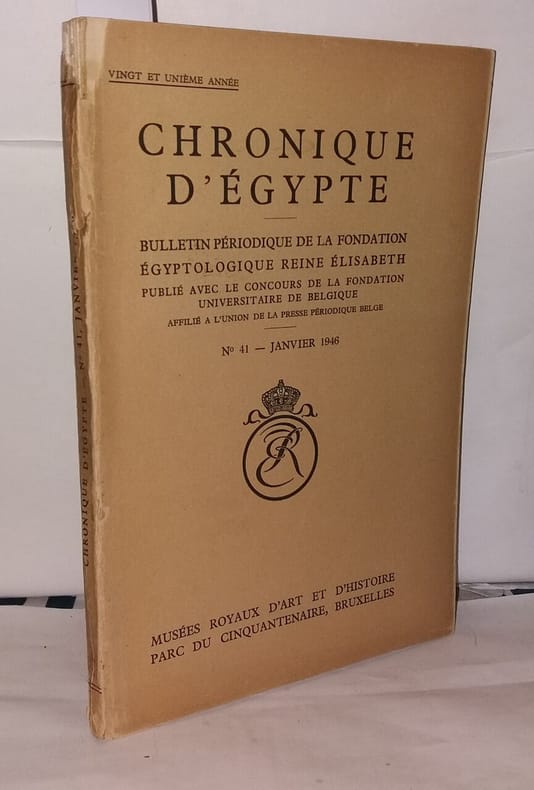 VINGT ET UNIÈME ANNÉE
CHRONIQUE
D'ÉGYPTE
BULLETIN PÉRIODIQUE DE LA FONDATION
ÉGYPTOLOGIQUE REINE ÉLISABETH
PUBLIÉ AVEC LE CONCOURS DE LA FONDATION
UNIVERSITAIRE DE BELGIQUE
AFFILIÉ A L'UNION DE LA PRESSE PÉRIODIQUE BELGE
Nº 41 — JANVIER 1946
MUSÉES ROYAUX D'ART ET D'HISTOIRE
PARC DU CINQUANTENAIRE, BRUXELLES
CHRONIQUE D'ÉGYPTE — Nº 41, JANVIER